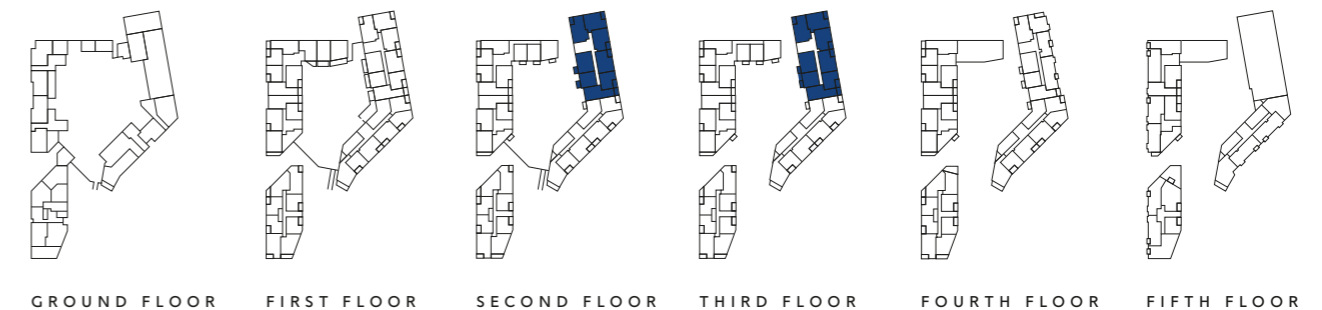 GROUND FLOOR
FIRST FLOOR
SECOND FLOOR
THIRD FLOOR
FOURTH FLOOR
FIFTH FLOOR